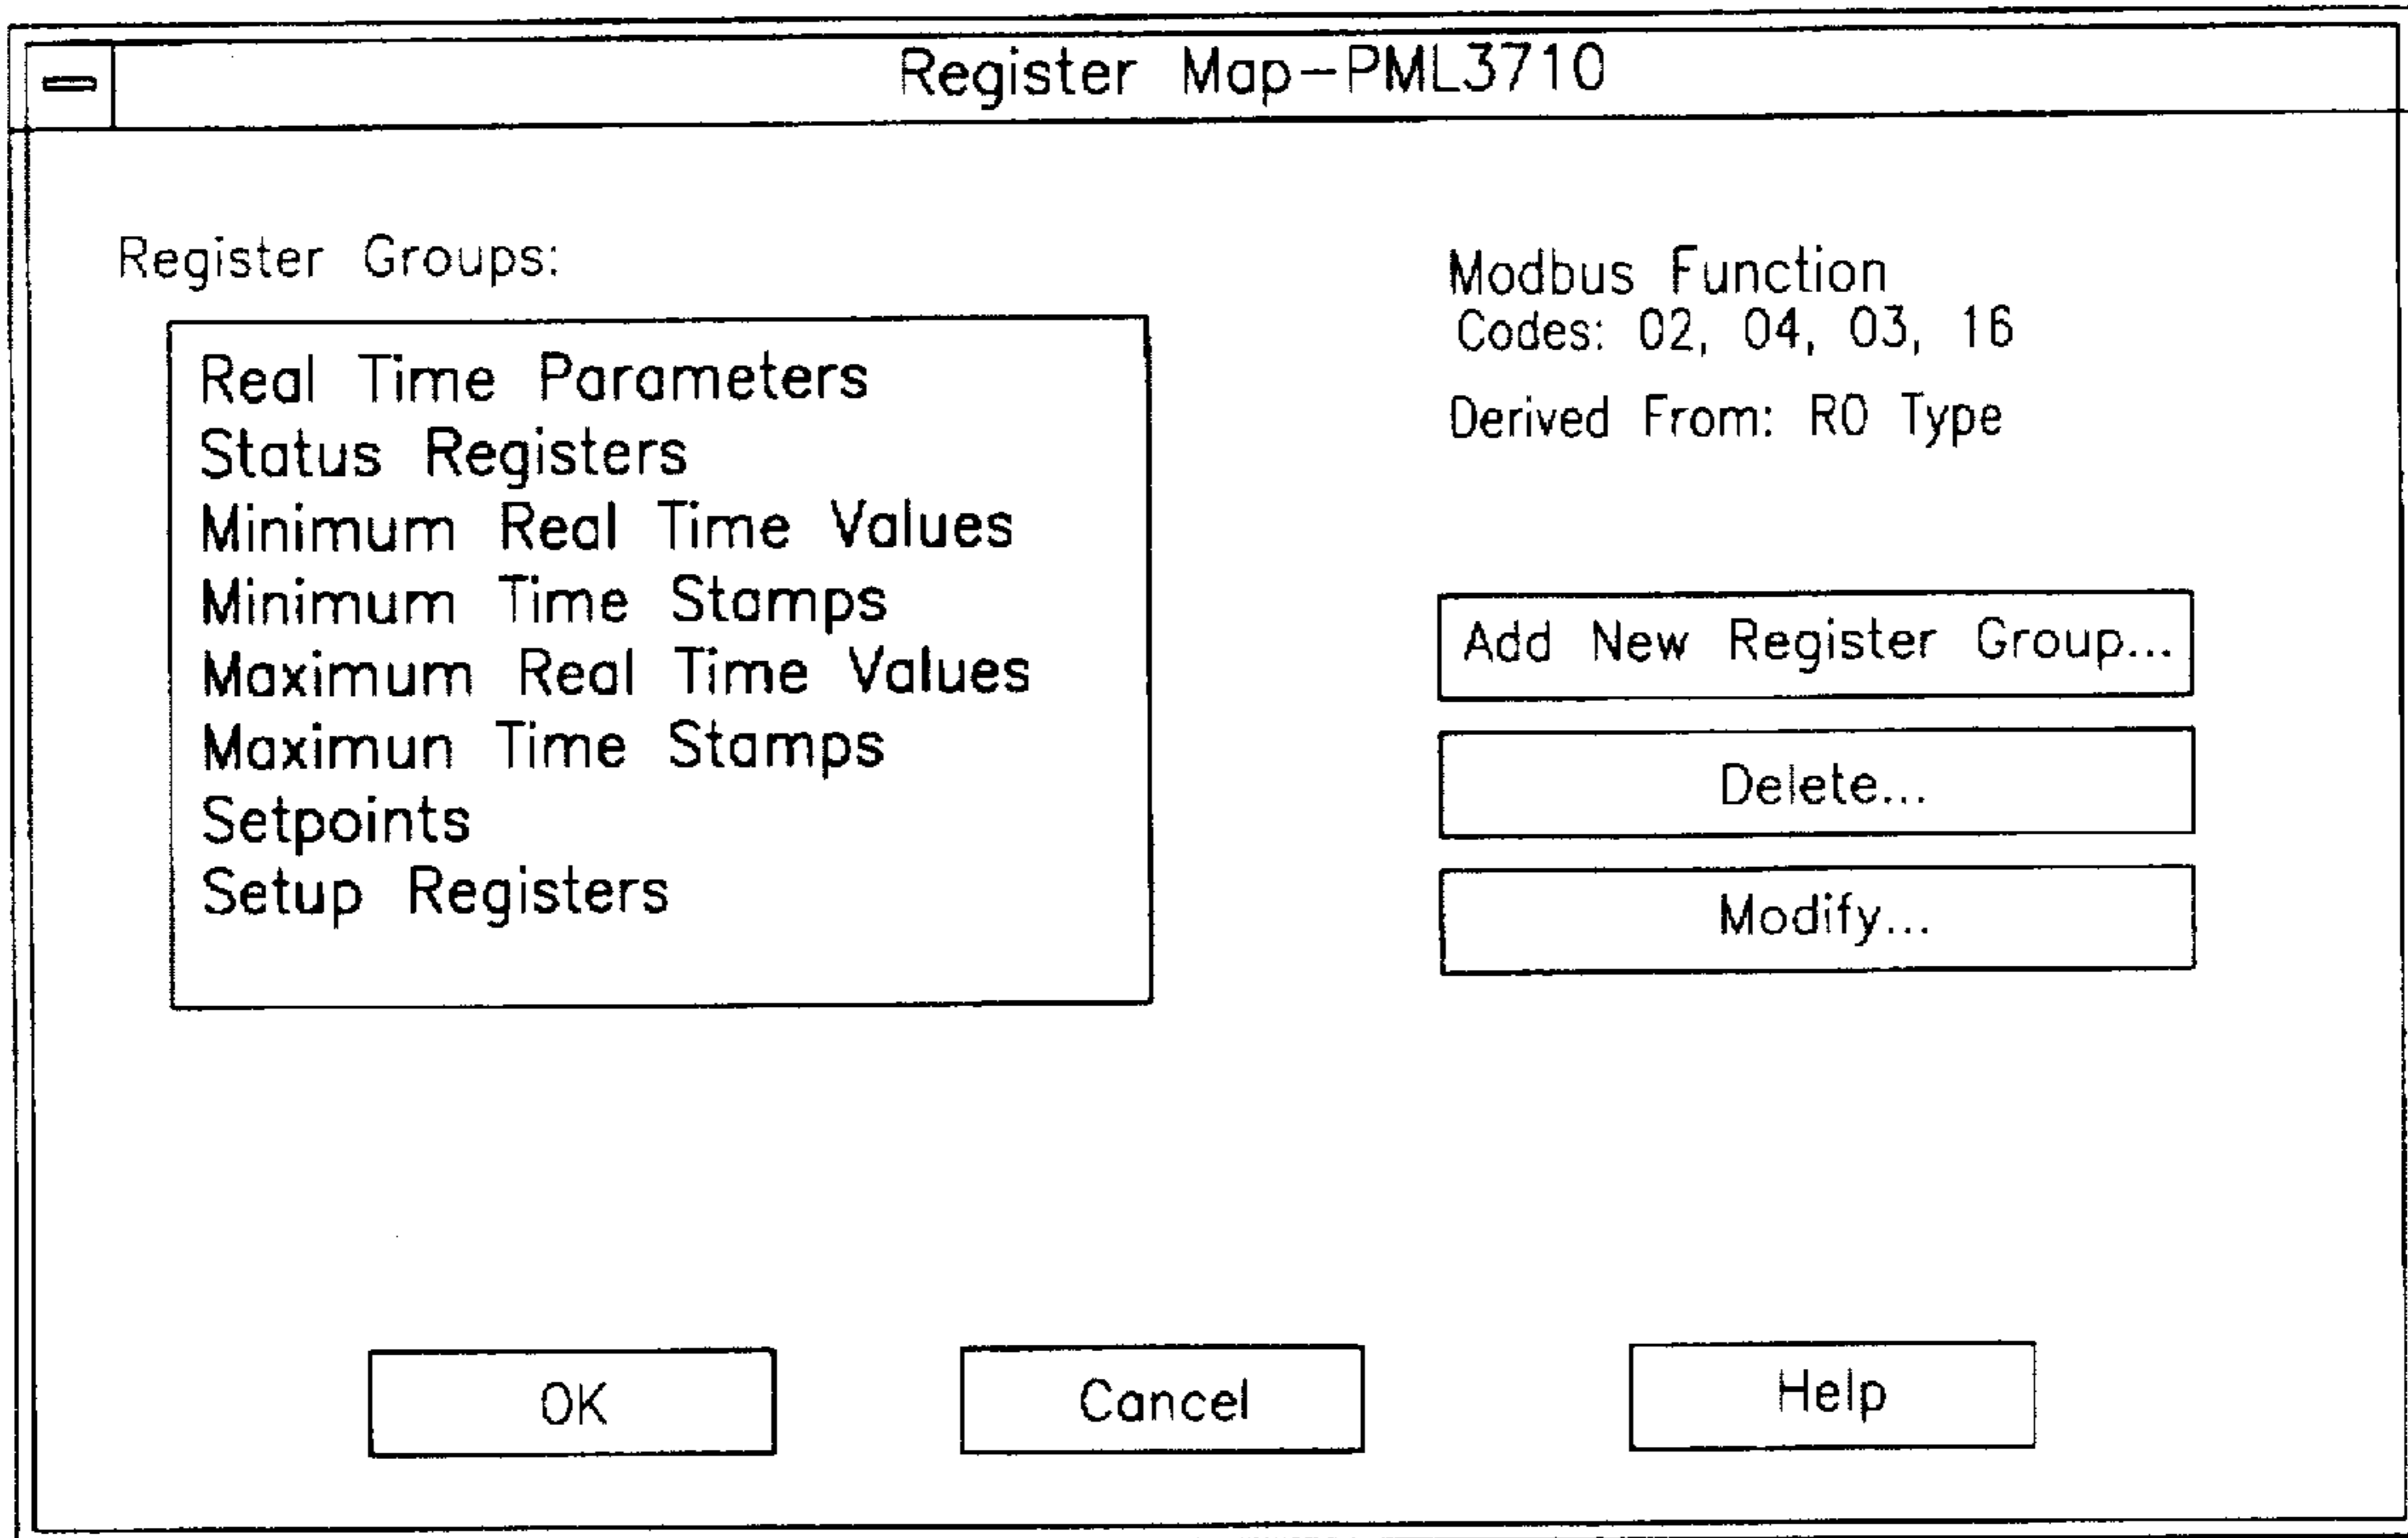 Register Map-PML3710
Register Groups:
Real Time Parameters
Status Registers
Minimum Real Time Values
Minimum Time Stamps
Maximum Real Time Values
Maximun Time Stamps
Setpoints
Setup Registers
Modbus Function
Codes: 02, 04, 03, 16
Derived From: RO Type
Add New Register Group...
Delete...
Modify...
OK
Cancel
Help